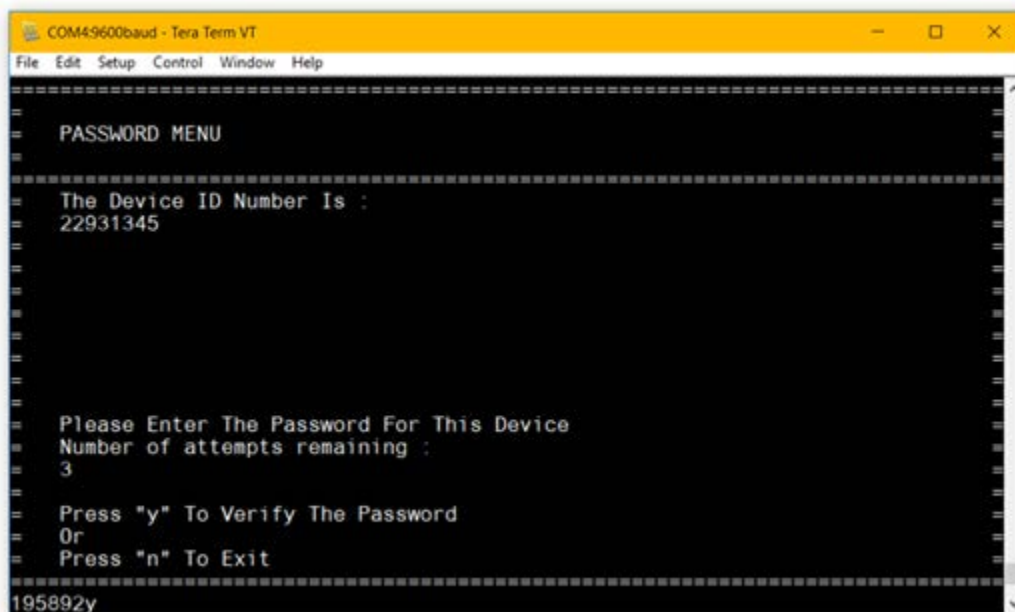 COM4:9600baud - Tera Term VT
File Edit Setup Control Window Help
PASSWORD MENU
The Device ID Number Is :
22931345
Please Enter The Password For This Device
Number of attempts remaining :
3
Press "y" To Verify The Password
Or
Press "n" To Exit
195892y